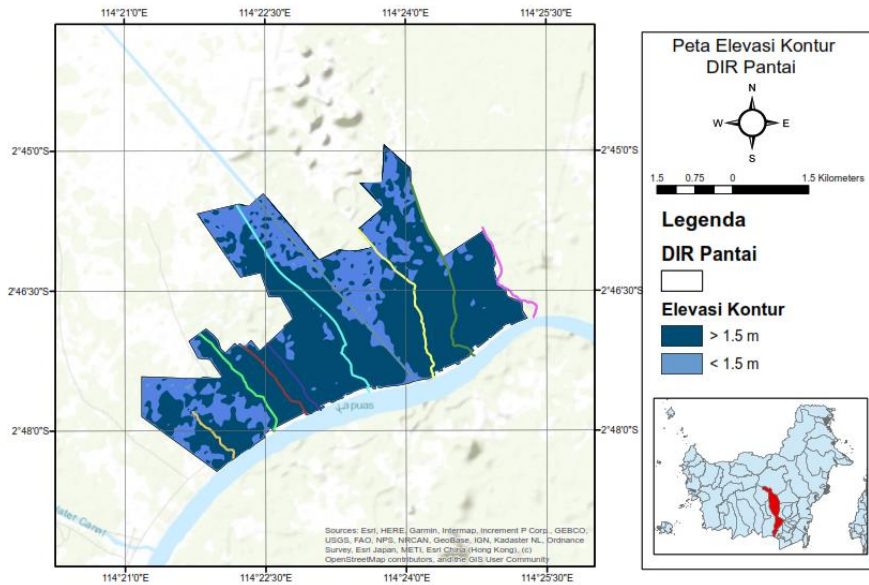 114°21'0"E 114°22'30"E 114°24'0"E 114°25'30"E
2°45'0"S 2°45'0"S
2°46'30"S 2°46'30"S
2°48'0"S 2°48'0"S
Kapuas
Sources: Esri, HERE, Garmin, Intermap, increment P Corp., GEBCO,
USGS, FAO, NPS, NRCAN, GeoBase, IGN, Kadaster NL, Ordnance
Survey, Esri Japan, METI, Esri China (Hong Kong), (c)
OpenStreetMap contributors, and the GIS User Community
114°21'0"E 114°22'30"E 114°24'0"E 114°25'30"E
Peta Elevasi Kontur
DIR Pantai
N
W E
S
1.5 0.75 0 1.5 Kilometers
Legenda
DIR Pantai
Elevasi Kontur
> 1.5 m
< 1.5 m